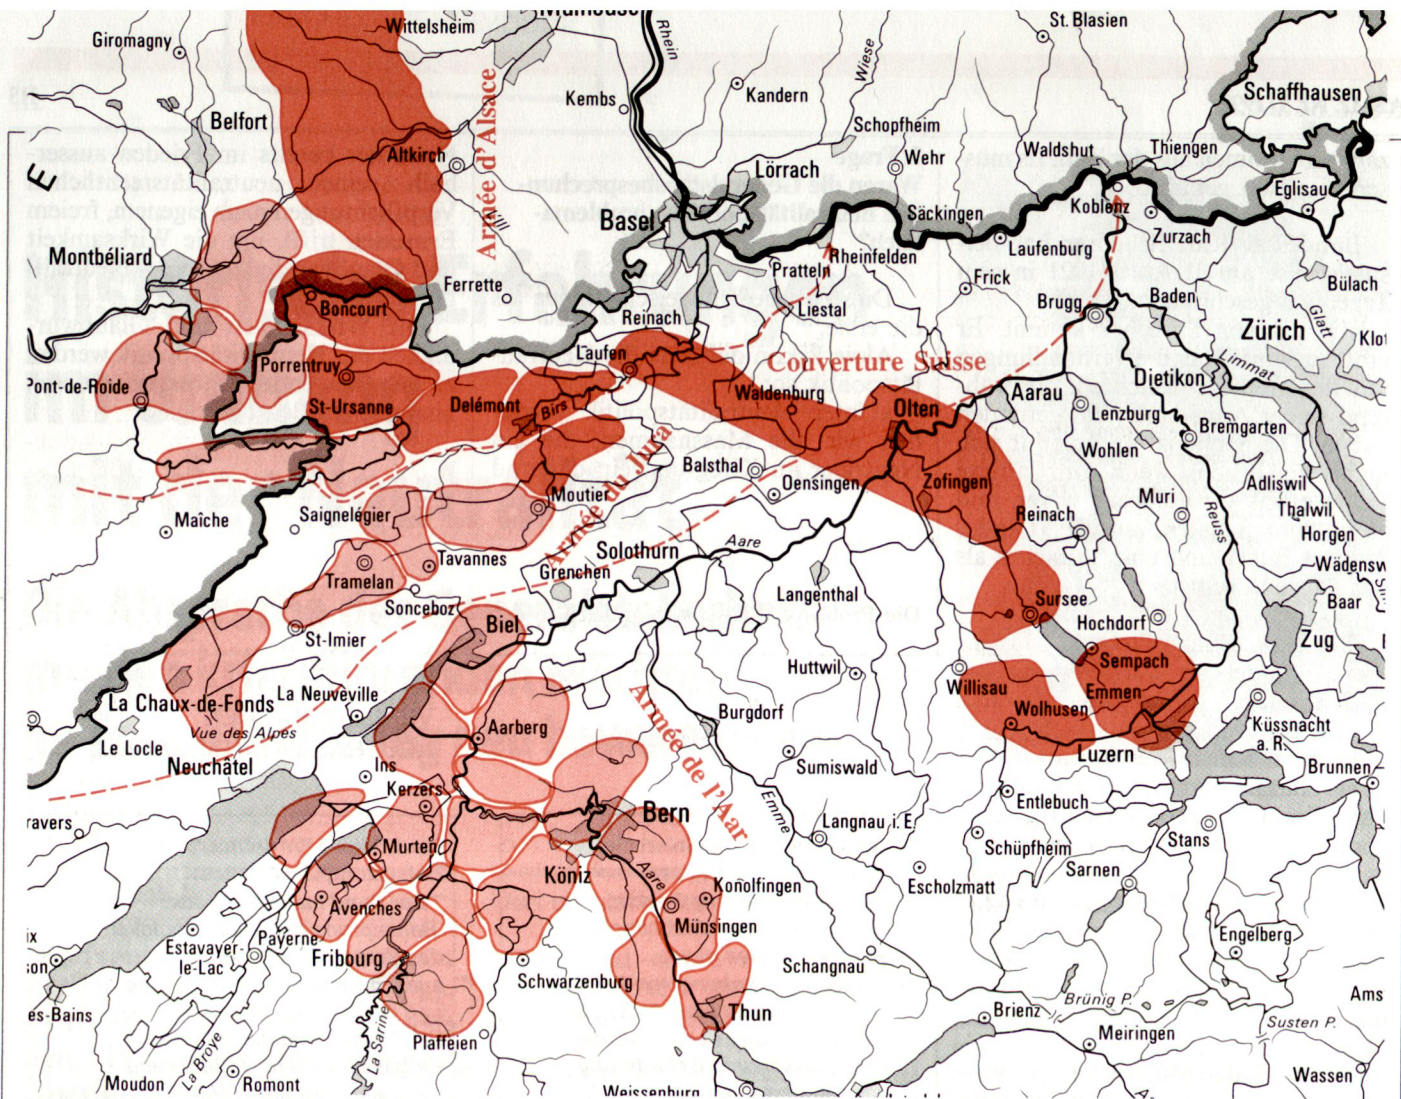 Wittelsheim
Rhein
St. Blasien
Giromagny
Kembs
Kandern
Wiese
Schaffhausen
Belfort
Schopfheim
F
Altkirch
Armée d'Alsace
Ill
Lörrach
Wehr
Waldshut
Thiengen
Eglisau
Basel
Säckingen
Koblenz
Montbéliard
Rheinfelden
Laufenburg
Zurzach
Pratteln
Ferrette
Frick
Bülach
Boncourt
Reinach
Liestal
Brugg
Baden
Glatt
Zürich
Klot
Laufen
Couverture Suisse
Limmat
Porrentruy
Pont-de-Roide
Dietikon
St-Ursanne
Delémont
Birs
Waldenburg
Olten
Aarau
Lenzburg
Bremgarten
Wohlen
Armée du Jura
Balsthal
Oensingen
Zofingen
Adliswil
Moutier
Muri
Thalwil
Saignelégier
Reinach
Reuss
Horgen
Maîche
Aare
Solothurn
Tavannes
Grenchen
Wädensw
Tramelan
Langenthal
Sonceboz
Sursee
Baar
Biel
Hochdorf
Zug
St-Imier
Huttwil
Sempach
La Neuveville
Willisau
Emmen
La Chaux-de-Fonds
Wolhusen
Vue des Alpes
Aarberg
Armée de l'Aar
Burgdorf
Küssnacht
a. R.
Le Locle
Luzern
Neuchâtel
Ins
Sumiswald
Brunnen
Kerzers
Entlebuch
Emme
Bern
ravers
Langnau i. E.
Murten
Schüpfheim
Stans
Köniz
Aare
Sarnen
Konolfingen
Escholzmatt
Avenches
Münsingen
Estavayer-
le-Lac
Payerne
Engelberg
Fribourg
Schangnau
Schwarzenburg
Ams
es-Bains
Thun
Brienz
Brünig P.
Susten P.
Plaffeien
Meiringen
La Broye
La Sarine
Moudon
Romont
Wassen
Weissenburg